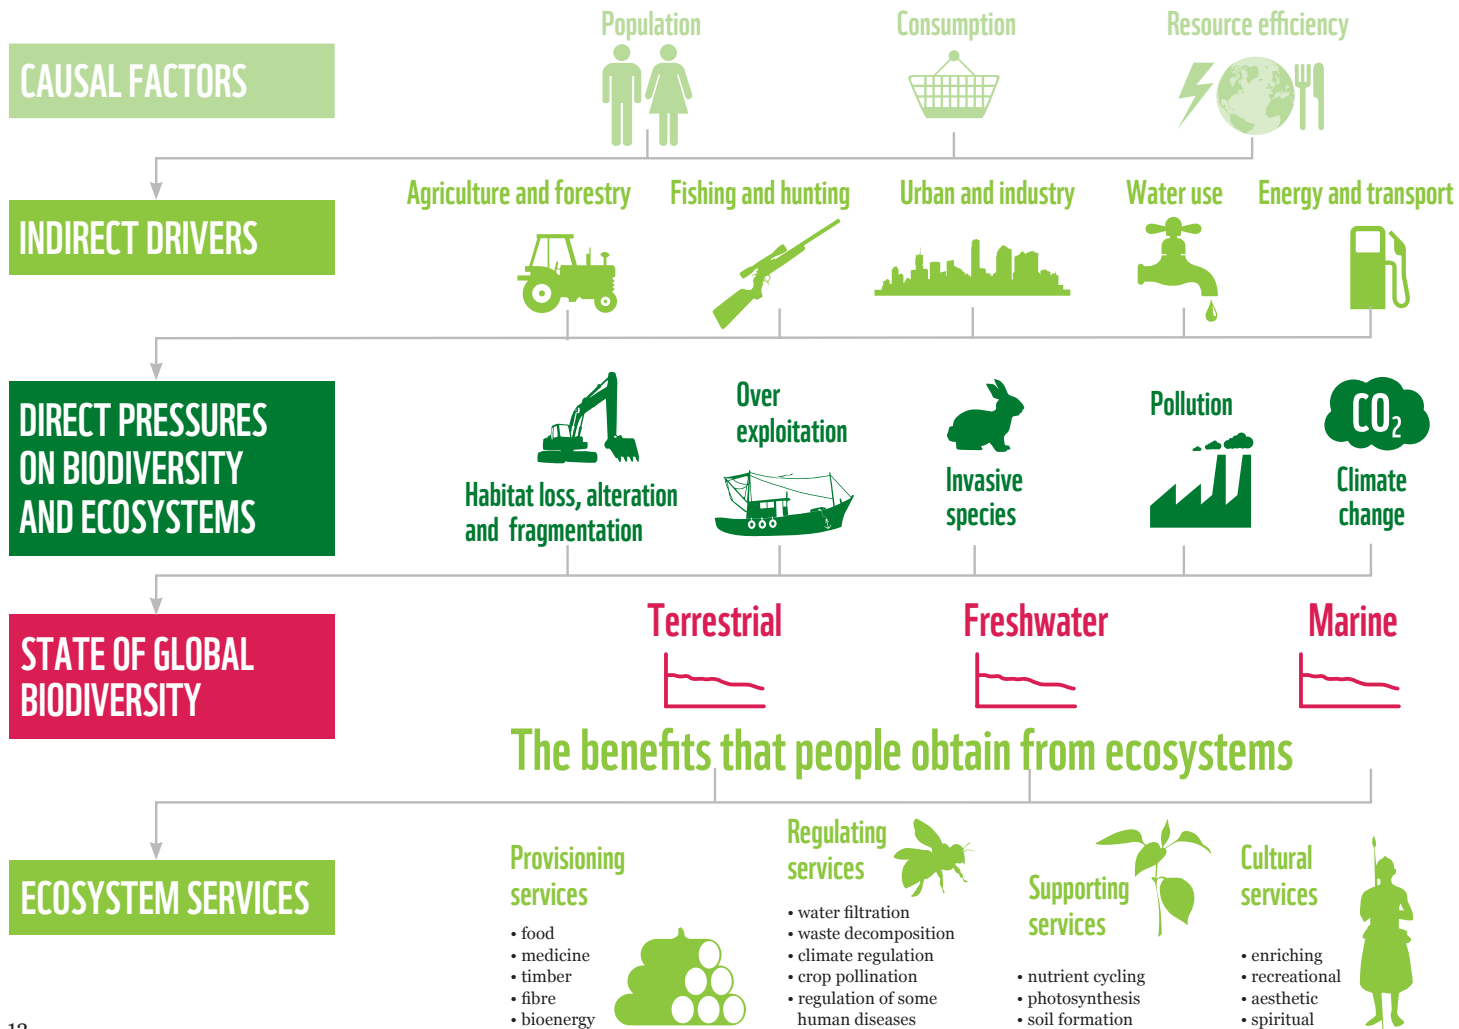 Population
Consumption
Resource efficiency
CAUSAL FACTORS
Agriculture and forestry
Fishing and hunting
Urban and industry
Water use
Energy and transport
INDIRECT DRIVERS
DIRECT PRESSURES
ON BIODIVERSITY
AND ECOSYSTEMS
Habitat loss, alteration
and fragmentation
Over
exploitation
Invasive
species
Pollution
CO2
Climate
change
STATE OF GLOBAL
BIODIVERSITY
Terrestrial
Freshwater
Marine
The benefits that people obtain from ecosystems
ECOSYSTEM SERVICES
Provisioning
services
• food
• medicine
• timber
• fibre
• bioenergy
Regulating
services
• water filtration
• waste decomposition
• climate regulation
• crop pollination
• regulation of some
human diseases
Supporting
services
• nutrient cycling
• photosynthesis
• soil formation
Cultural
services
• enriching
• recreational
• aesthetic
• spiritual